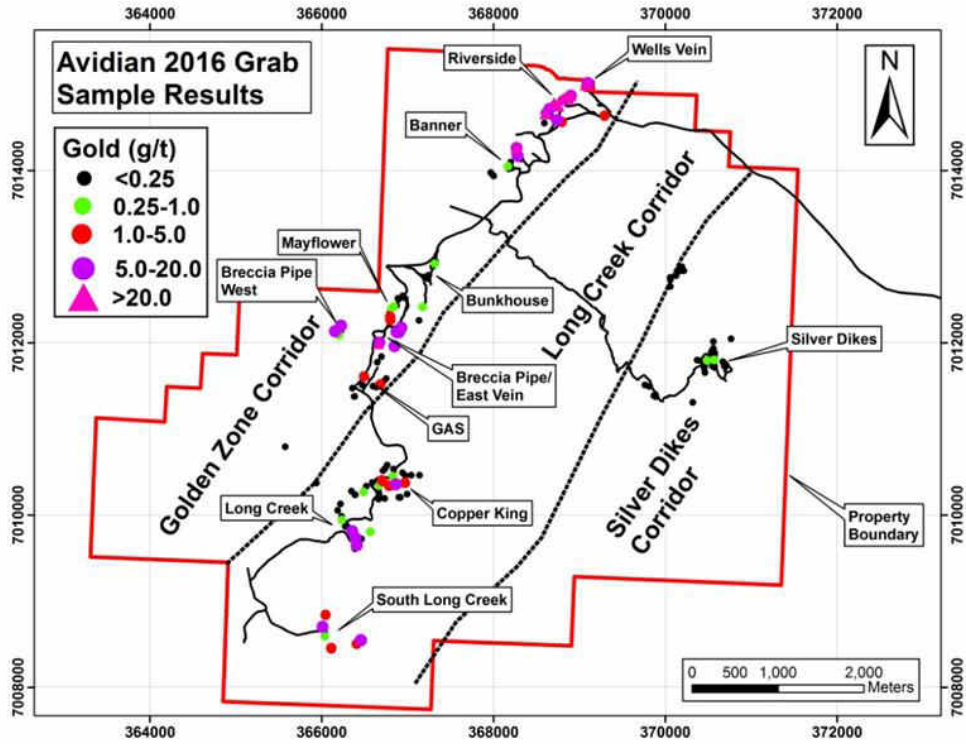 364000 366000 368000 370000 372000
Avidian 2016 Grab
Sample Results
Gold (g/t)
<0.25
0.25-1.0
1.0-5.0
5.0-20.0
>20.0
Wells Vein
Riverside
Banner
N
Mayflower
Breccia Pipe
West
Bunkhouse
Silver Dikes
Breccia Pipe/
East Vein
GAS
Long Creek
Copper King
South Long Creek
Property
Boundary
Golden Zone Corridor
Long Creek Corridor
Silver Dikes
Corridor
7014000
7012000
7010000
7008000
7014000
7012000
7010000
7008000
0 500 1,000 2,000
Meters
364000 366000 368000 370000 372000